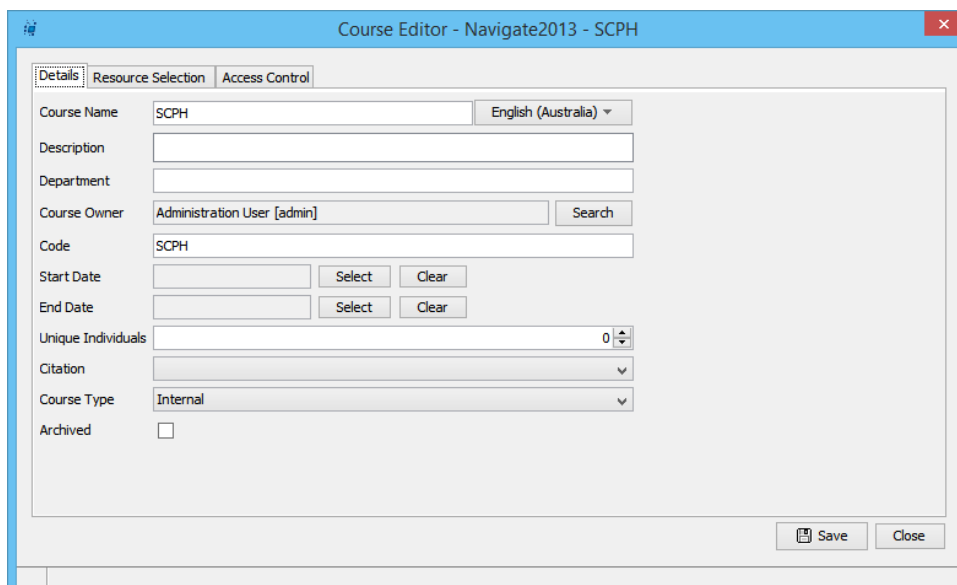 Course Editor - Navigate2013 - SCPH
Details Resource Selection Access Control
Course Name SCPH English (Australia)
Description
Department
Course Owner Administration User [admin] Search
Code SCPH
Start Date Select Clear
End Date Select Clear
Unique Individuals 0
Citation
Course Type Internal
Archived
Save Close